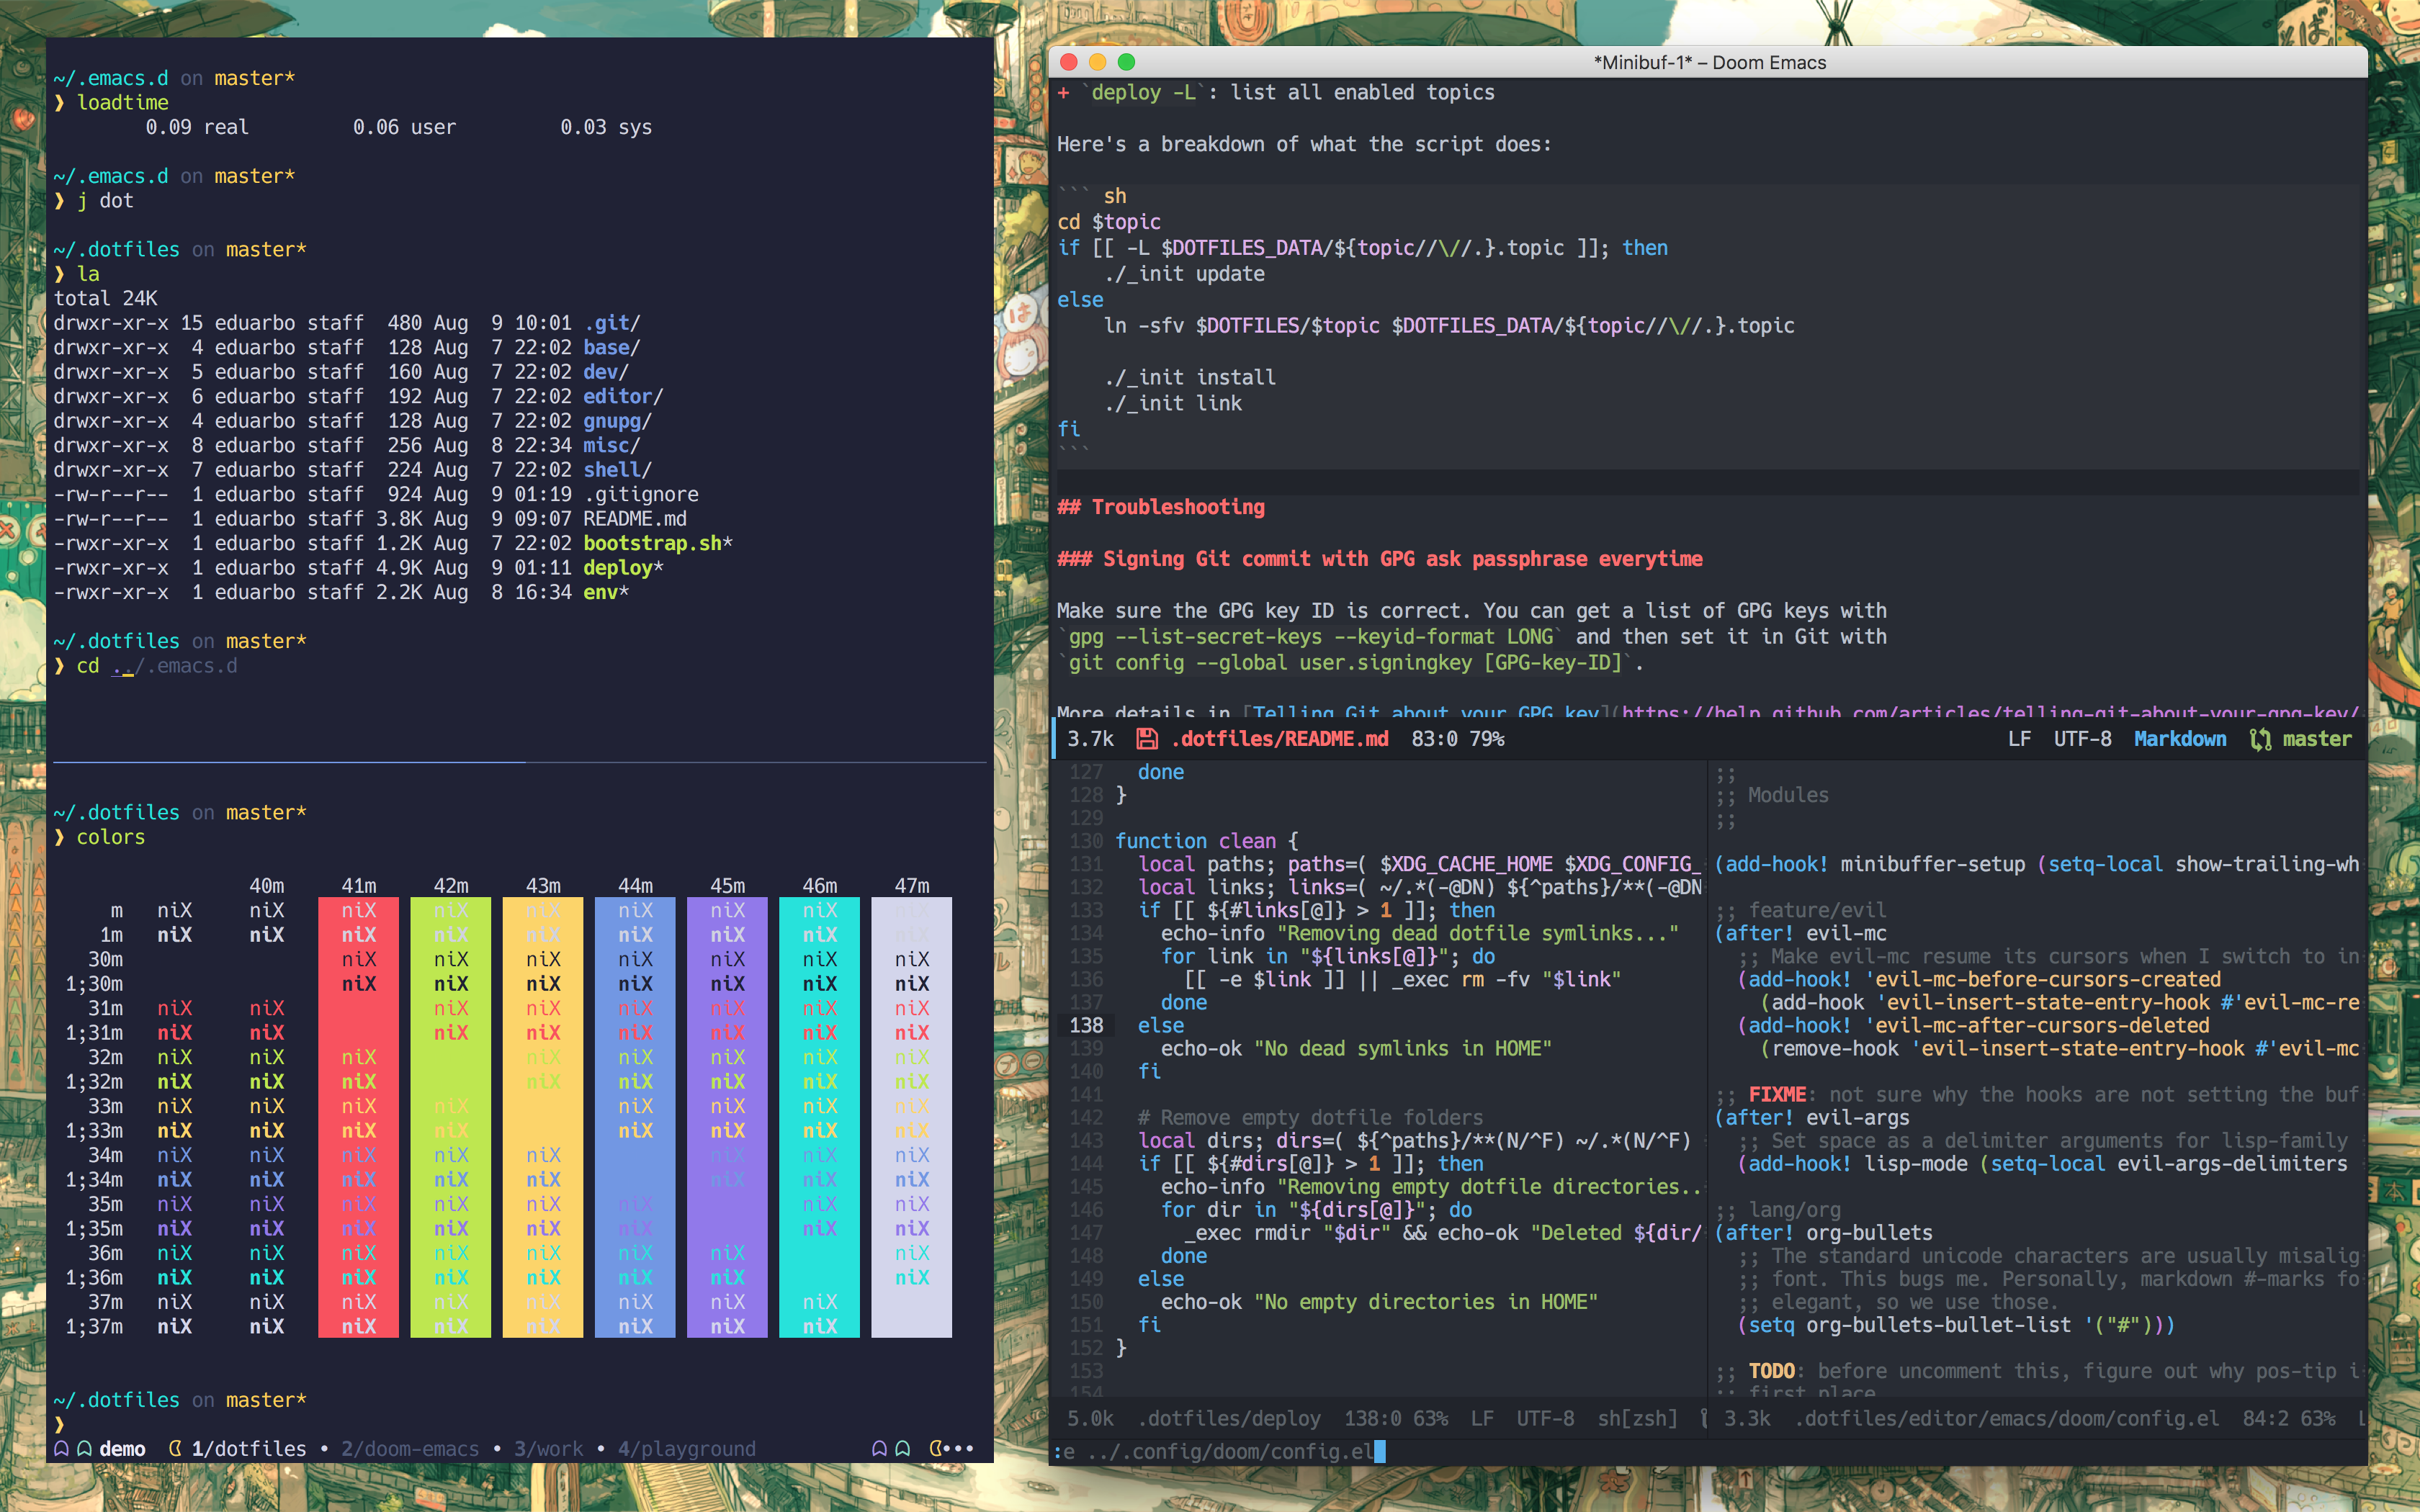 ~/.emacs.d on master*
❱ loadtime
        0.09 real         0.06 user         0.03 sys

~/.emacs.d on master*
❱ j dot

~/.dotfiles on master*
❱ la
total 24K
drwxr-xr-x 15 eduarbo staff  480 Aug  9 10:01 .git/
drwxr-xr-x  4 eduarbo staff  128 Aug  7 22:02 base/
drwxr-xr-x  5 eduarbo staff  160 Aug  7 22:02 dev/
drwxr-xr-x  6 eduarbo staff  192 Aug  7 22:02 editor/
drwxr-xr-x  4 eduarbo staff  128 Aug  7 22:02 gnupg/
drwxr-xr-x  8 eduarbo staff  256 Aug  8 22:34 misc/
drwxr-xr-x  7 eduarbo staff  224 Aug  7 22:02 shell/
-rw-r--r--  1 eduarbo staff  924 Aug  9 01:19 .gitignore
-rw-r--r--  1 eduarbo staff 3.8K Aug  9 09:07 README.md
-rwxr-xr-x  1 eduarbo staff 1.2K Aug  7 22:02 bootstrap.sh*
-rwxr-xr-x  1 eduarbo staff 4.9K Aug  9 01:11 deploy*
-rwxr-xr-x  1 eduarbo staff 2.2K Aug  8 16:34 env*

~/.dotfiles on master*
❱ cd ../.emacs.d

~/.dotfiles on master*
❱ colors

40m 41m 42m 43m 44m 45m 46m 47m
m niX niX niX niX niX niX niX niX
1m niX niX niX niX niX niX niX niX
30m niX niX niX niX niX niX niX
1;30m niX niX niX niX niX niX niX
31m niX niX niX niX niX niX niX niX
1;31m niX niX niX niX niX niX niX niX
32m niX niX niX niX niX niX niX niX
1;32m niX niX niX niX niX niX niX niX
33m niX niX niX niX niX niX niX niX
1;33m niX niX niX niX niX niX niX niX
34m niX niX niX niX niX niX niX niX
1;34m niX niX niX niX niX niX niX niX
35m niX niX niX niX niX niX niX niX
1;35m niX niX niX niX niX niX niX niX
36m niX niX niX niX niX niX niX niX
1;36m niX niX niX niX niX niX niX niX
37m niX niX niX niX niX niX niX niX
1;37m niX niX niX niX niX niX niX niX

~/.dotfiles on master*
❱
demo 1/dotfiles • 2/doom-emacs • 3/work • 4/playground
*Minibuf-1* – Doom Emacs
+ `deploy -L`: list all enabled topics

Here's a breakdown of what the script does:

``` sh
cd $topic
if [[ -L $DOTFILES_DATA/${topic//\//.}.topic ]]; then
    ./_init update
else
    ln -sfv $DOTFILES/$topic $DOTFILES_DATA/${topic//\//.}.topic

    ./_init install
    ./_init link
fi
```

## Troubleshooting

### Signing Git commit with GPG ask passphrase everytime

Make sure the GPG key ID is correct. You can get a list of GPG keys with
`gpg --list-secret-keys --keyid-format LONG` and then set it in Git with
`git config --global user.signingkey [GPG-key-ID]`.

More details in [Telling Git about your GPG key](https://help.github.com/articles/telling-git-about-your-gpg-key/
3.7k .dotfiles/README.md 83:0 79% LF UTF-8 Markdown master
127   done
128 }
129
130 function clean {
131   local paths; paths=( $XDG_CACHE_HOME $XDG_CONFIG_
132   local links; links=( ~/.*(-@DN) ${^paths}/**(-@DN
133   if [[ ${#links[@]} > 1 ]]; then
134     echo-info "Removing dead dotfile symlinks..."
135     for link in "${links[@]}"; do
136       [[ -e $link ]] || _exec rm -fv "$link"
137     done
138   else
139     echo-ok "No dead symlinks in HOME"
140   fi
141
142   # Remove empty dotfile folders
143   local dirs; dirs=( ${^paths}/**(N/^F) ~/.*(N/^F)
144   if [[ ${#dirs[@]} > 1 ]]; then
145     echo-info "Removing empty dotfile directories..
146     for dir in "${dirs[@]}"; do
147       _exec rmdir "$dir" && echo-ok "Deleted ${dir/
148     done
149   else
150     echo-ok "No empty directories in HOME"
151   fi
152 }
153
154
5.0k .dotfiles/deploy 138:0 63% LF UTF-8 sh[zsh]
;;
;; Modules
;;

(add-hook! minibuffer-setup (setq-local show-trailing-wh

;; feature/evil
(after! evil-mc
  ;; Make evil-mc resume its cursors when I switch to in
  (add-hook! 'evil-mc-before-cursors-created
    (add-hook 'evil-insert-state-entry-hook #'evil-mc-re
  (add-hook! 'evil-mc-after-cursors-deleted
    (remove-hook 'evil-insert-state-entry-hook #'evil-mc

;; FIXME: not sure why the hooks are not setting the buf
(after! evil-args
  ;; Set space as a delimiter arguments for lisp-family
  (add-hook! lisp-mode (setq-local evil-args-delimiters

;; lang/org
(after! org-bullets
  ;; The standard unicode characters are usually misalig
  ;; font. This bugs me. Personally, markdown #-marks fo
  ;; elegant, so we use those.
  (setq org-bullets-bullet-list '("#")))

;; TODO: before uncomment this, figure out why pos-tip i
;; first place
3.3k .dotfiles/editor/emacs/doom/config.el 84:2 63% L
:e ../.config/doom/config.el